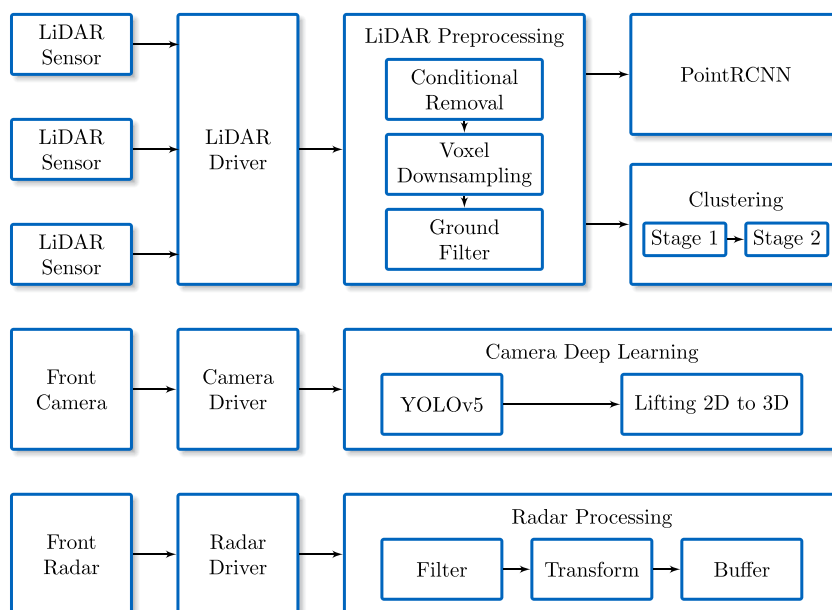 LiDAR
Sensor
LiDAR
Sensor
LiDAR
Sensor
LiDAR
Driver
LiDAR Preprocessing
Conditional
Removal
Voxel
Downsampling
Ground
Filter
PointRCNN
Clustering
Stage 1
Stage 2
Front
Camera
Camera
Driver
Camera Deep Learning
YOLOv5
Lifting 2D to 3D
Front
Radar
Radar
Driver
Radar Processing
Filter
Transform
Buffer